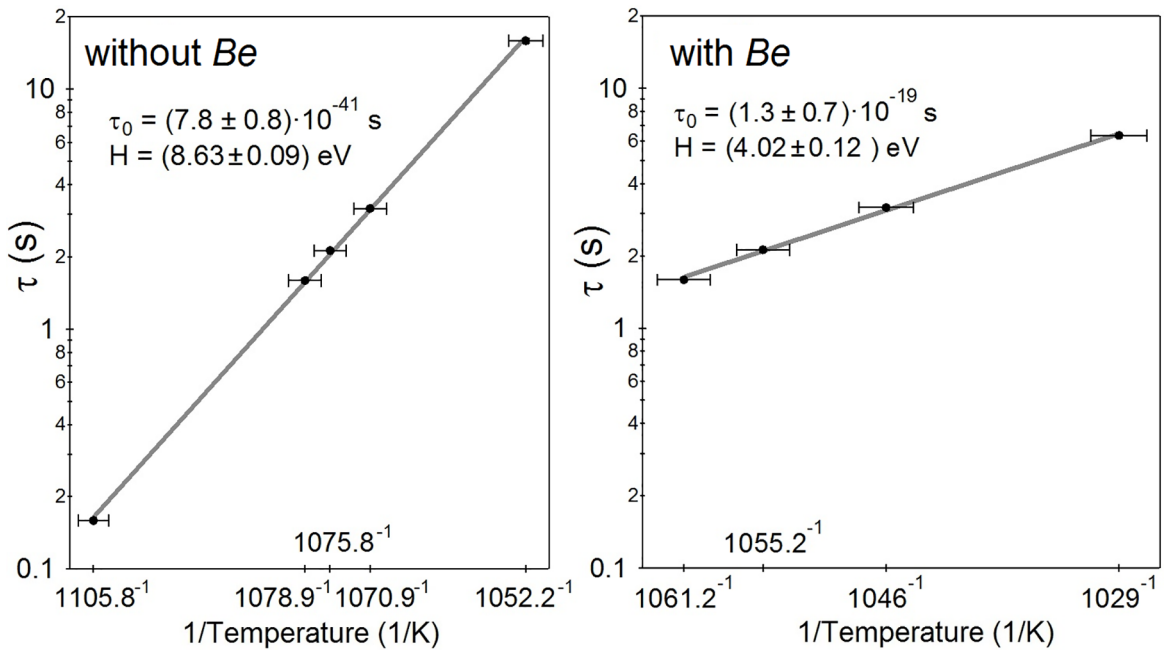 without Be
τ₀ = (7.8 ± 0.8)·10⁻⁴¹ s
H = (8.63±0.09) eV
2
10
8
6
4
2
1
8
6
4
2
0.1
τ (s)
1075.8⁻¹
1105.8⁻¹ 1078.9⁻¹ 1070.9⁻¹ 1052.2⁻¹
1/Temperature (1/K)
with Be
τ₀ = (1.3 ± 0.7)·10⁻¹⁹ s
H = (4.02±0.12 ) eV
2
10
8
6
4
2
1
8
6
4
2
0.1
τ (s)
1055.2⁻¹
1061.2⁻¹ 1046⁻¹ 1029⁻¹
1/Temperature (1/K)